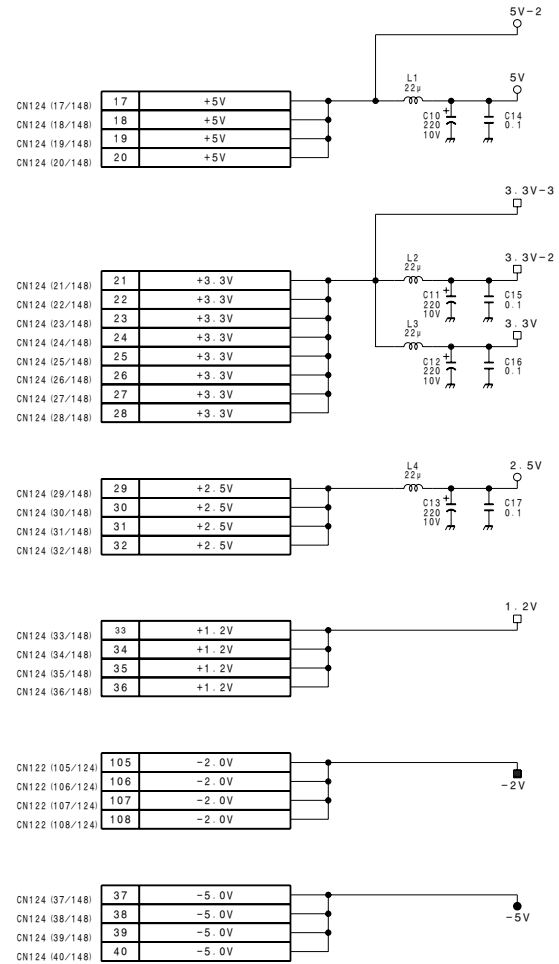 5V-2
5V
L1
22μ
CN124 (17/148) 17 +5V
CN124 (18/148) 18 +5V
CN124 (19/148) 19 +5V
CN124 (20/148) 20 +5V
C10 +
220
10V
C14
0.1
3.3V-3
3.3V-2
L2
22μ
CN124 (21/148) 21 +3.3V
CN124 (22/148) 22 +3.3V
CN124 (23/148) 23 +3.3V
CN124 (24/148) 24 +3.3V
CN124 (25/148) 25 +3.3V
CN124 (26/148) 26 +3.3V
CN124 (27/148) 27 +3.3V
CN124 (28/148) 28 +3.3V
C11 +
220
10V
C15
0.1
3.3V
L3
22μ
C12 +
220
10V
C16
0.1
2.5V
L4
22μ
CN124 (29/148) 29 +2.5V
CN124 (30/148) 30 +2.5V
CN124 (31/148) 31 +2.5V
CN124 (32/148) 32 +2.5V
C13 +
220
10V
C17
0.1
1.2V
CN124 (33/148) 33 +1.2V
CN124 (34/148) 34 +1.2V
CN124 (35/148) 35 +1.2V
CN124 (36/148) 36 +1.2V
CN122 (105/124) 105 -2.0V
CN122 (106/124) 106 -2.0V
CN122 (107/124) 107 -2.0V
CN122 (108/124) 108 -2.0V
-2V
CN124 (37/148) 37 -5.0V
CN124 (38/148) 38 -5.0V
CN124 (39/148) 39 -5.0V
CN124 (40/148) 40 -5.0V
-5V